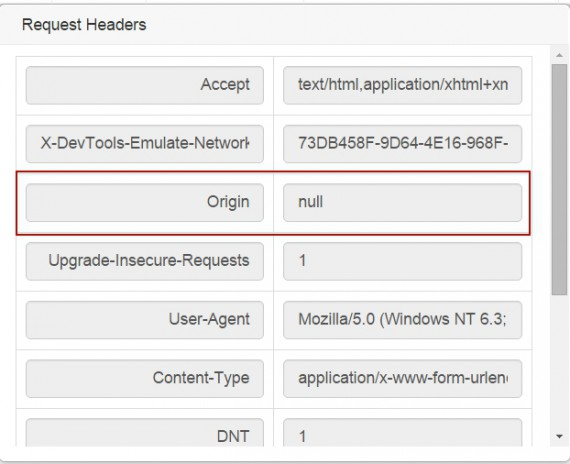 Request Headers
Accept text/html,application/xhtml+xn
X-DevTools-Emulate-Network 73DB458F-9D64-4E16-968F-
Origin null
Upgrade-Insecure-Requests 1
User-Agent Mozilla/5.0 (Windows NT 6.3;
Content-Type application/x-www-form-urlen
DNT 1